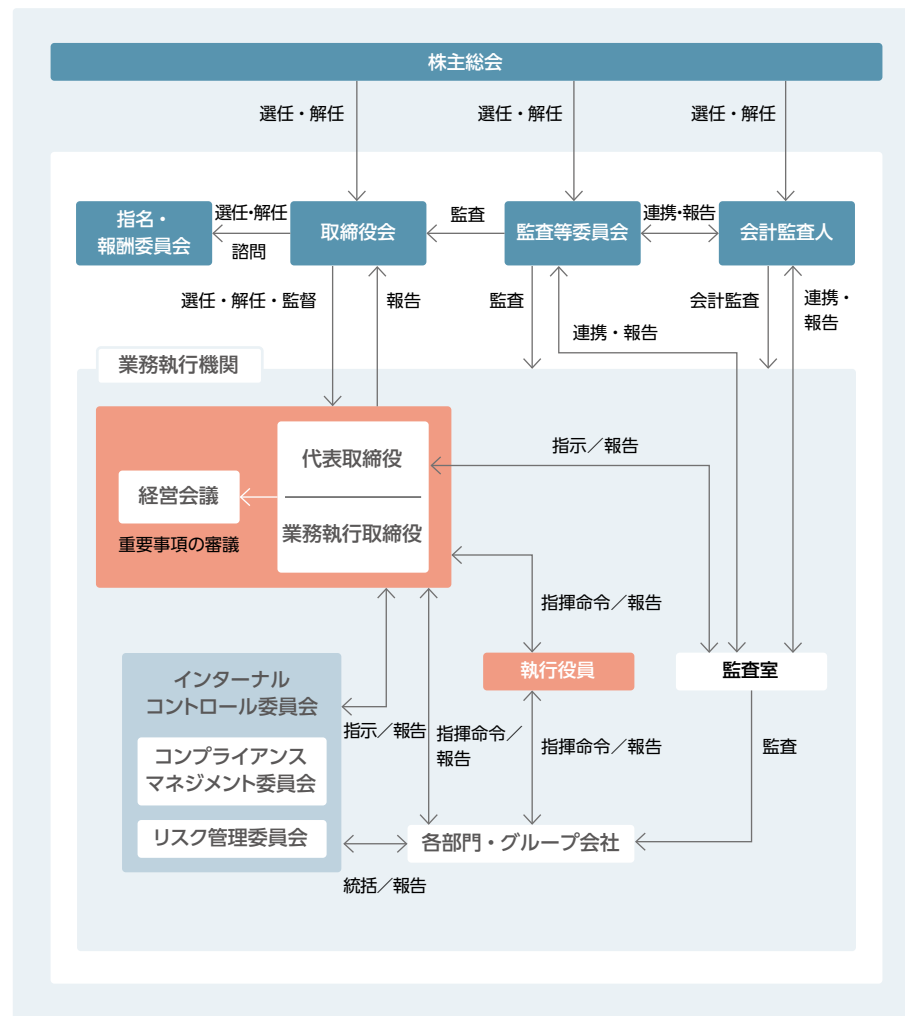 株主総会
選任・解任
選任・解任
選任・解任
指名・
報酬委員会
選任・解任
諮問
取締役会
監査
監査等委員会
連携・報告
会計監査人
選任・解任・監督
報告
監査
連携・報告
会計監査
連携・
報告
業務執行機関
代表取締役
業務執行取締役
経営会議
重要事項の審議
指示／報告
指揮命令／報告
執行役員
監査室
インターナル
コントロール委員会
指示／報告
指揮命令／
報告
指揮命令／報告
監査
コンプライアンス
マネジメント委員会
リスク管理委員会
各部門・グループ会社
統括／報告